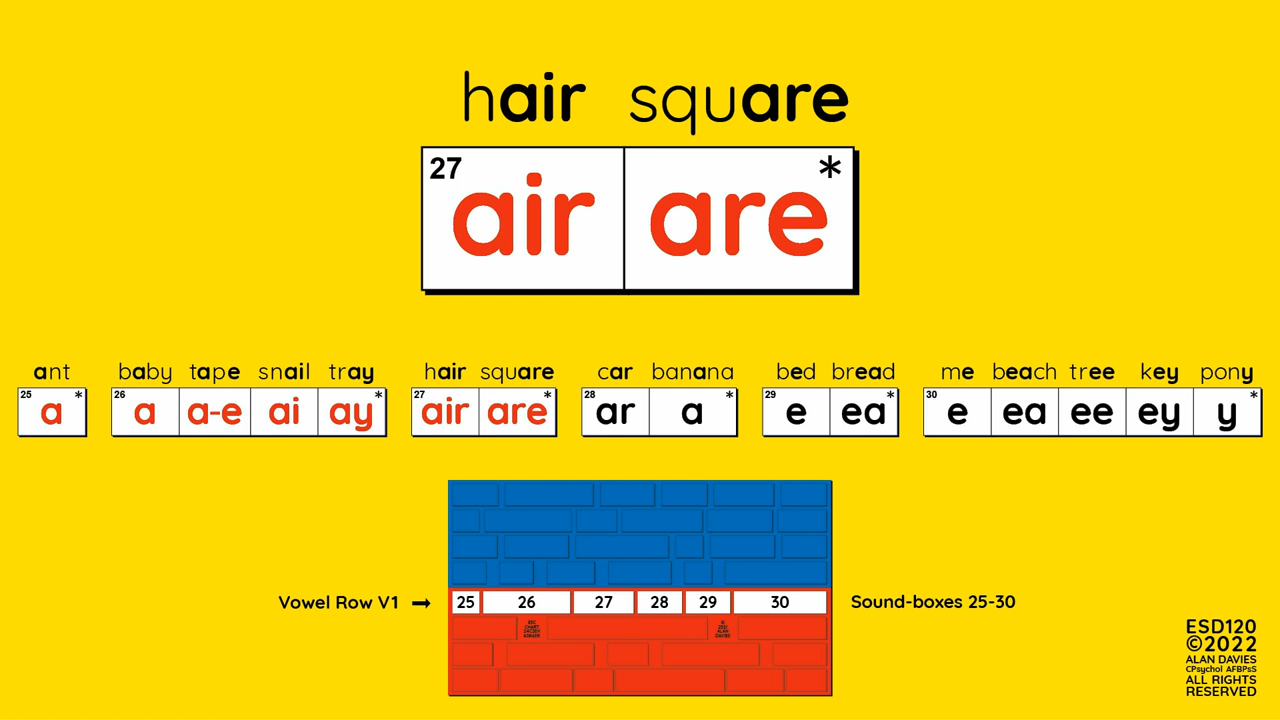 hair square
27 air are *
ant baby tape snail tray hair square car banana bed bread me beach tree key pony
25 a * 26 a a-e ai ay * 27 air are * 28 ar a * 29 e ea * 30 e ea ee ey y *
Vowel Row V1 → 25 26 27 28 29 30 Sound-boxes 25-30
ESD120
©2022
ALAN DAVIES
CPsychol AFBPsS
ALL RIGHTS
RESERVED